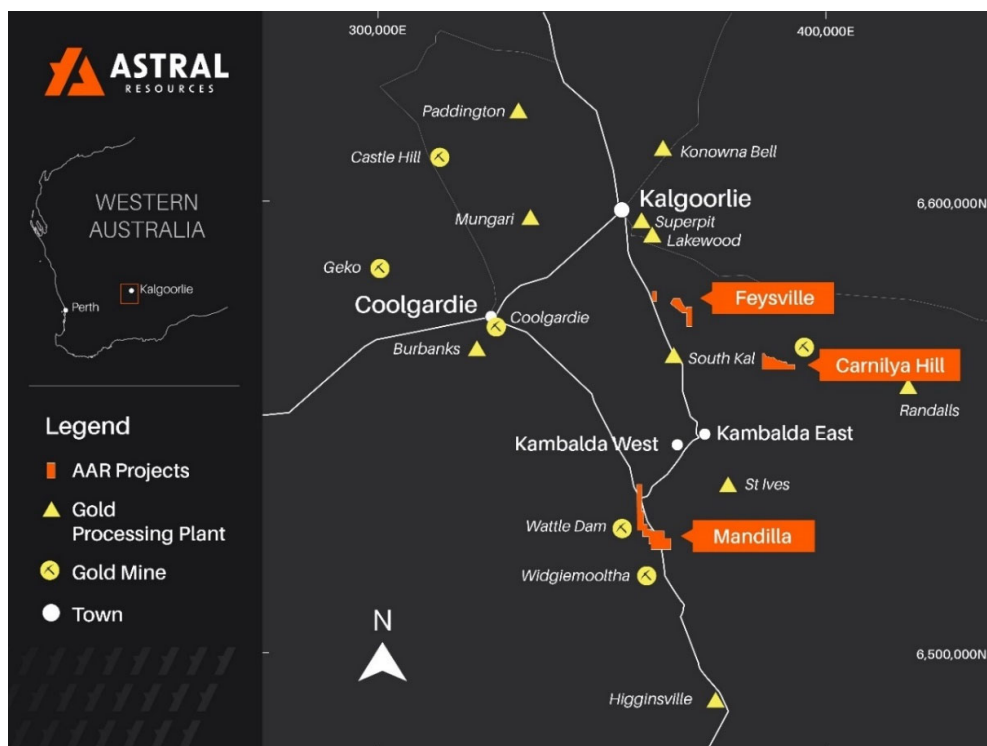 ASTRAL
RESOURCES
WESTERN
AUSTRALIA
Kalgoorlie
Perth
Legend
AAR Projects
Gold
Processing Plant
Gold Mine
Town
300,000E
400,000E
Paddington
Castle Hill
Konowna Bell
Kalgoorlie
6,600,000N
Mungari
Superpit
Lakewood
Geko
Feysville
Coolgardie
Coolgardie
Burbanks
South Kal
Carnilya Hill
Randalls
Kambalda East
Kambalda West
St Ives
Wattle Dam
Mandilla
Widgiemooltha
N
6,500,000N
Higginsville